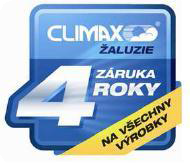 CLIMAX
ŽALUZIE
4 ZÁRUKA
ROKY
NA VŠECHNY
VÝROBKY